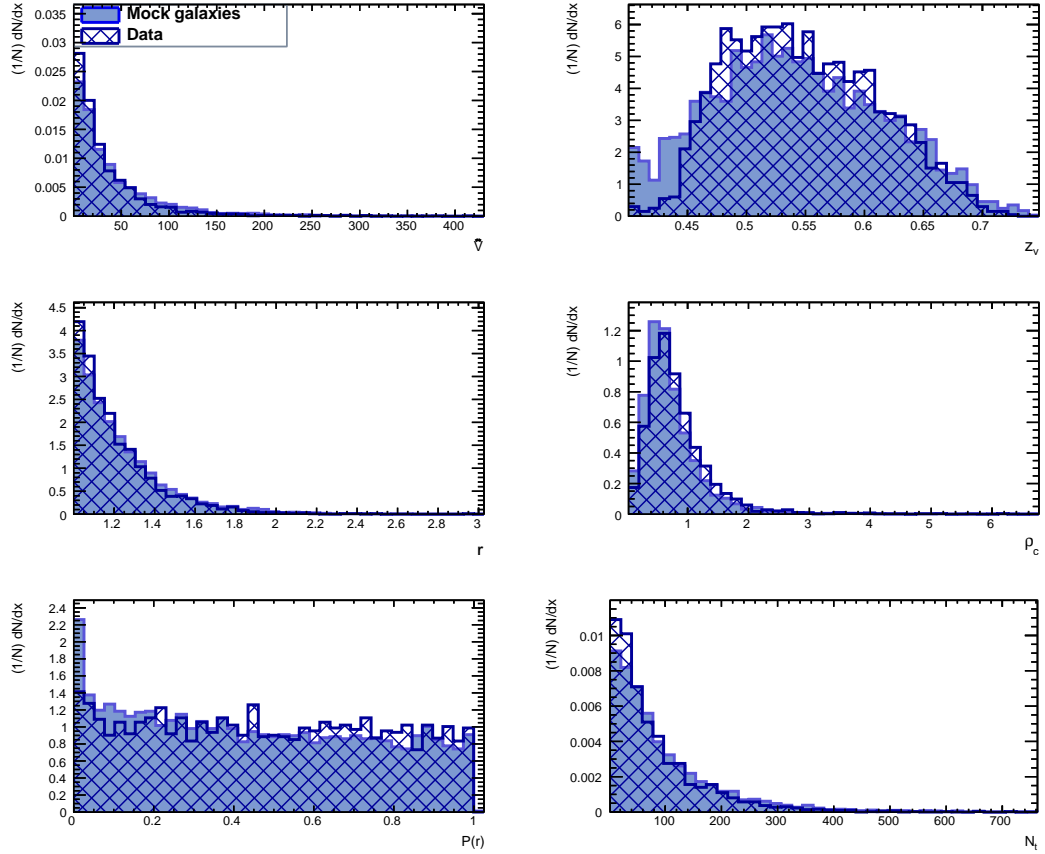 Mock galaxies
Data
(1/N) dN/dx
0.035
0.03
0.025
0.02
0.015
0.01
0.005
0
50 100 150 200 250 300 350 400
(1/N) dN/dx
6
5
4
3
2
1
0
0.45 0.5 0.55 0.6 0.65 0.7
z_v
(1/N) dN/dx
4.5
4
3.5
3
2.5
2
1.5
1
0.5
0
1.2 1.4 1.6 1.8 2 2.2 2.4 2.6 2.8 3
r
(1/N) dN/dx
1.2
1
0.8
0.6
0.4
0.2
0
1 2 3 4 5 6
ρ_c
(1/N) dN/dx
2.4
2.2
2
1.8
1.6
1.4
1.2
1
0.8
0.6
0.4
0.2
0
0 0.2 0.4 0.6 0.8 1
P(r)
(1/N) dN/dx
0.01
0.008
0.006
0.004
0.002
0
100 200 300 400 500 600 700
N_t